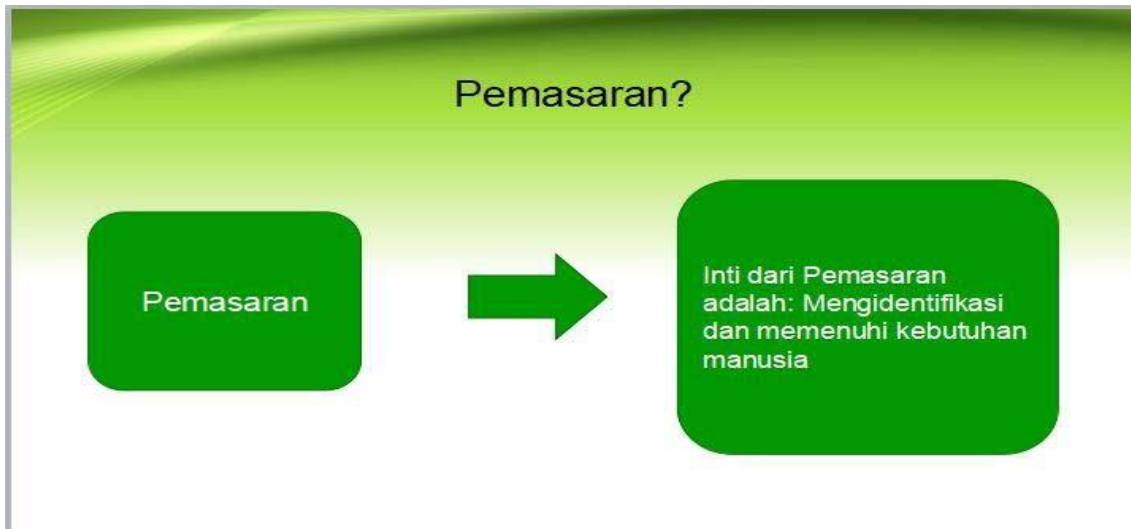 Pemasaran?
Pemasaran
Inti dari Pemasaran
adalah: Mengidentifikasi
dan memenuhi kebutuhan
manusia